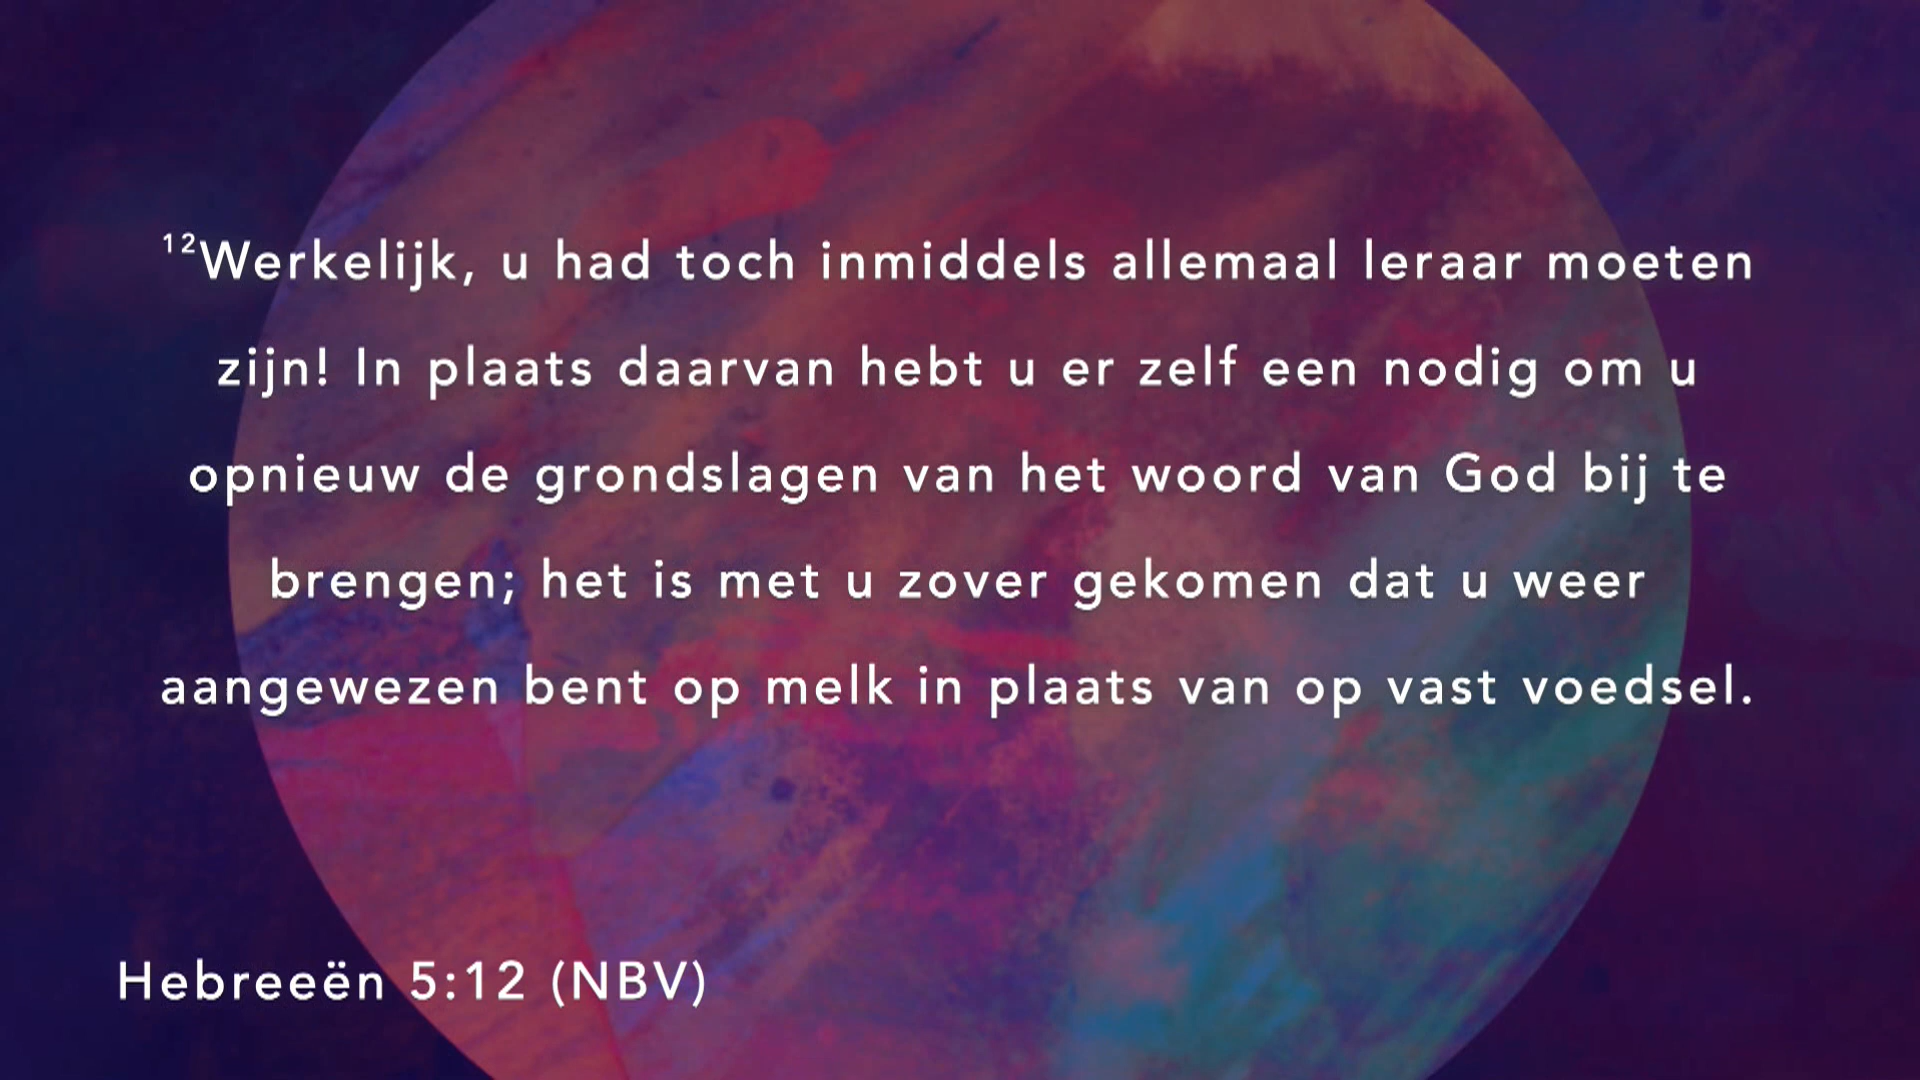 ¹²Werkelijk, u had toch inmiddels allemaal leraar moeten
zijn! In plaats daarvan hebt u er zelf een nodig om u
opnieuw de grondslagen van het woord van God bij te
brengen; het is met u zover gekomen dat u weer
aangewezen bent op melk in plaats van op vast voedsel.
Hebreeën 5:12 (NBV)